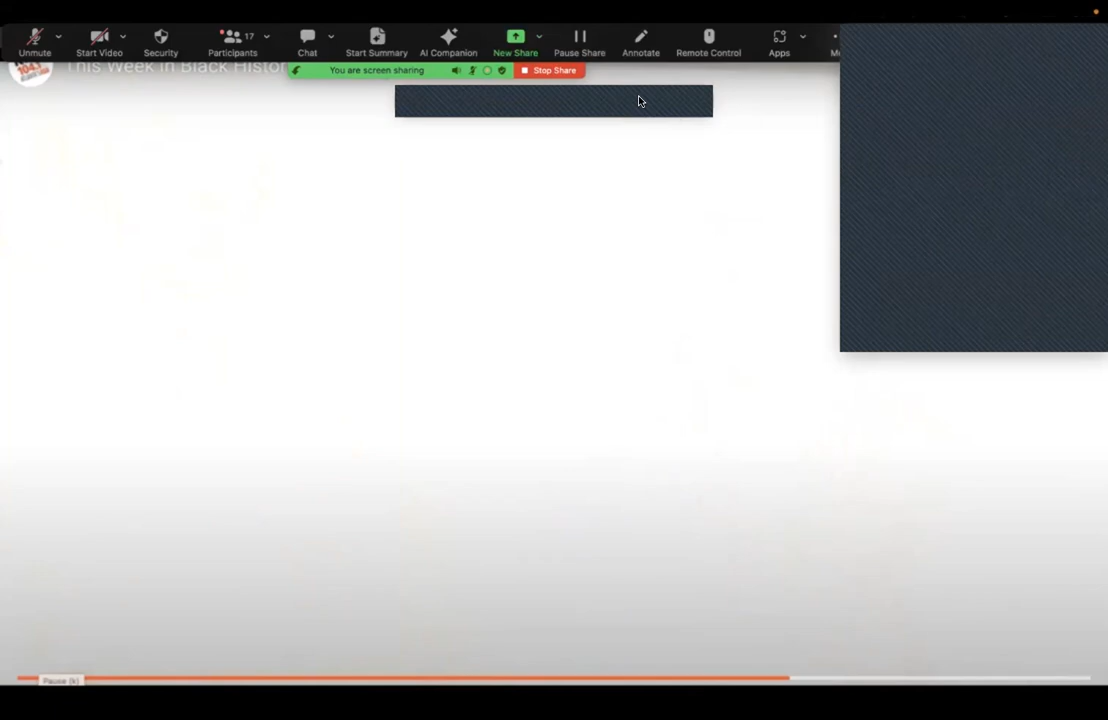 17
Unmute Start Video Security Participants Chat Start Summary AI Companion New Share Pause Share Annotate Remote Control Apps
This Week in Black Histor
You are screen sharing Stop Share
Pause (k)